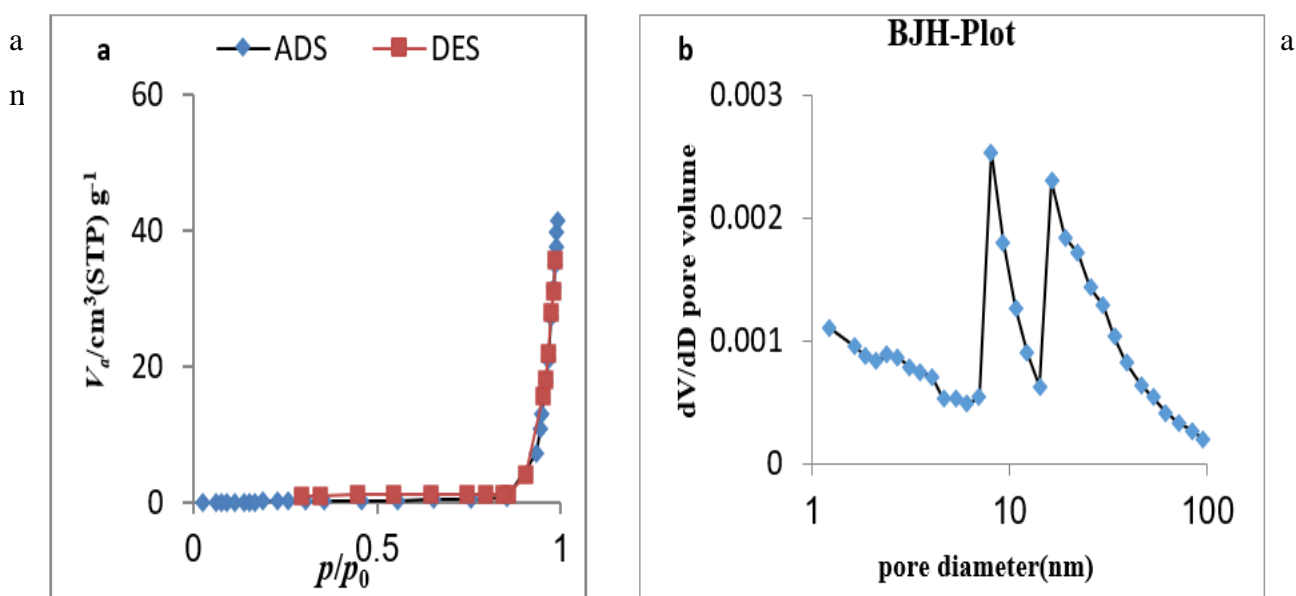 a
n
a
a
ADS
DES
60
40
20
0
0
0.5
1
Vₐ/cm³(STP) g⁻¹
p/p₀
BJH-Plot
b
0.003
0.002
0.001
0
1
10
100
dV/dD pore volume
pore diameter(nm)